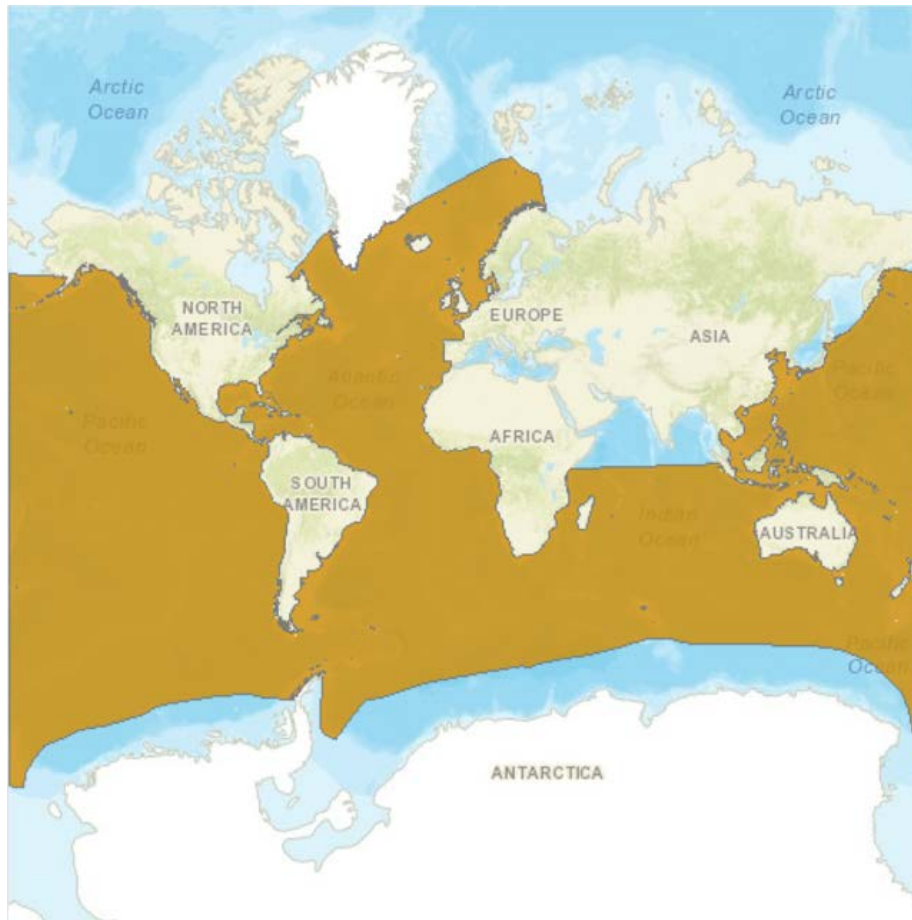 Arctic
Ocean
Arctic
Ocean
NORTH
AMERICA
EUROPE
ASIA
Atlantic
Ocean
Pacific
Ocean
Pacific
Ocean
AFRICA
SOUTH
AMERICA
Indian
Ocean
AUSTRALIA
Pacific
Ocean
ANTARCTICA